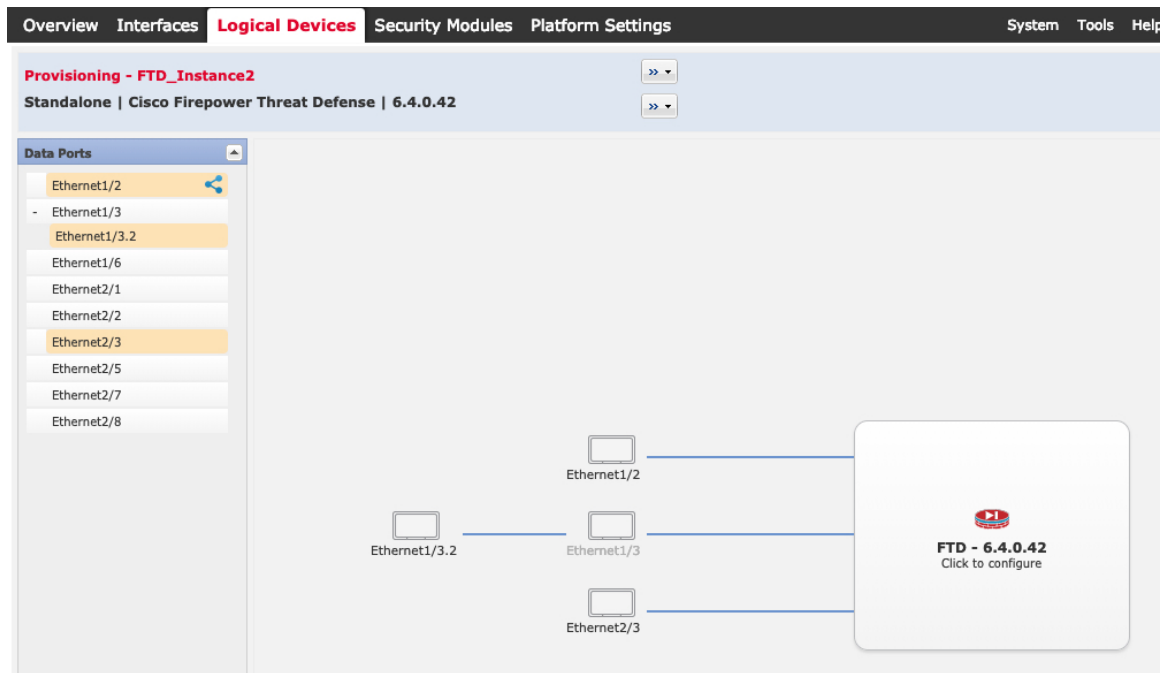 Overview Interfaces Logical Devices Security Modules Platform Settings System Tools Help
Provisioning - FTD_Instance2
Standalone | Cisco Firepower Threat Defense | 6.4.0.42
Data Ports
Ethernet1/2
- Ethernet1/3
Ethernet1/3.2
Ethernet1/6
Ethernet2/1
Ethernet2/2
Ethernet2/3
Ethernet2/5
Ethernet2/7
Ethernet2/8
Ethernet1/2
Ethernet1/3.2 Ethernet1/3
Ethernet2/3
FTD - 6.4.0.42
Click to configure